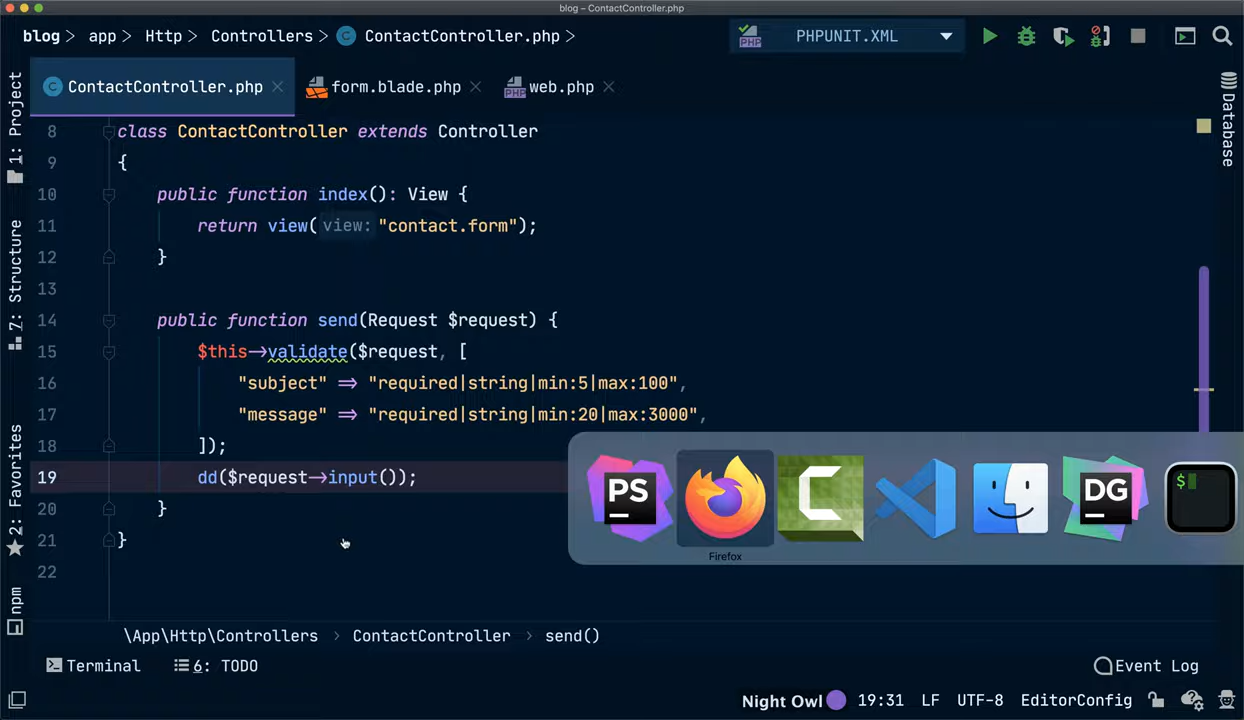 blog – ContactController.php
blog > app > Http > Controllers > C ContactController.php >
PHP PHPUNIT.XML
C ContactController.php
form.blade.php
PHP web.php
1: Project
7: Structure
2: Favorites
npm
Database
8 class ContactController extends Controller
9 {
10 public function index(): View {
11 return view( view: "contact.form");
12 }
13
14 public function send(Request $request) {
15 $this→validate($request, [
16 "subject" ⇒ "required|string|min:5|max:100",
17 "message" ⇒ "required|string|min:20|max:3000",
18 ]);
19 dd($request→input());
20 }
21 }
22
PS
C
DG
$
Firefox
\App\Http\Controllers › ContactController › send()
Terminal
6: TODO
Event Log
Night Owl 19:31 LF UTF-8 EditorConfig